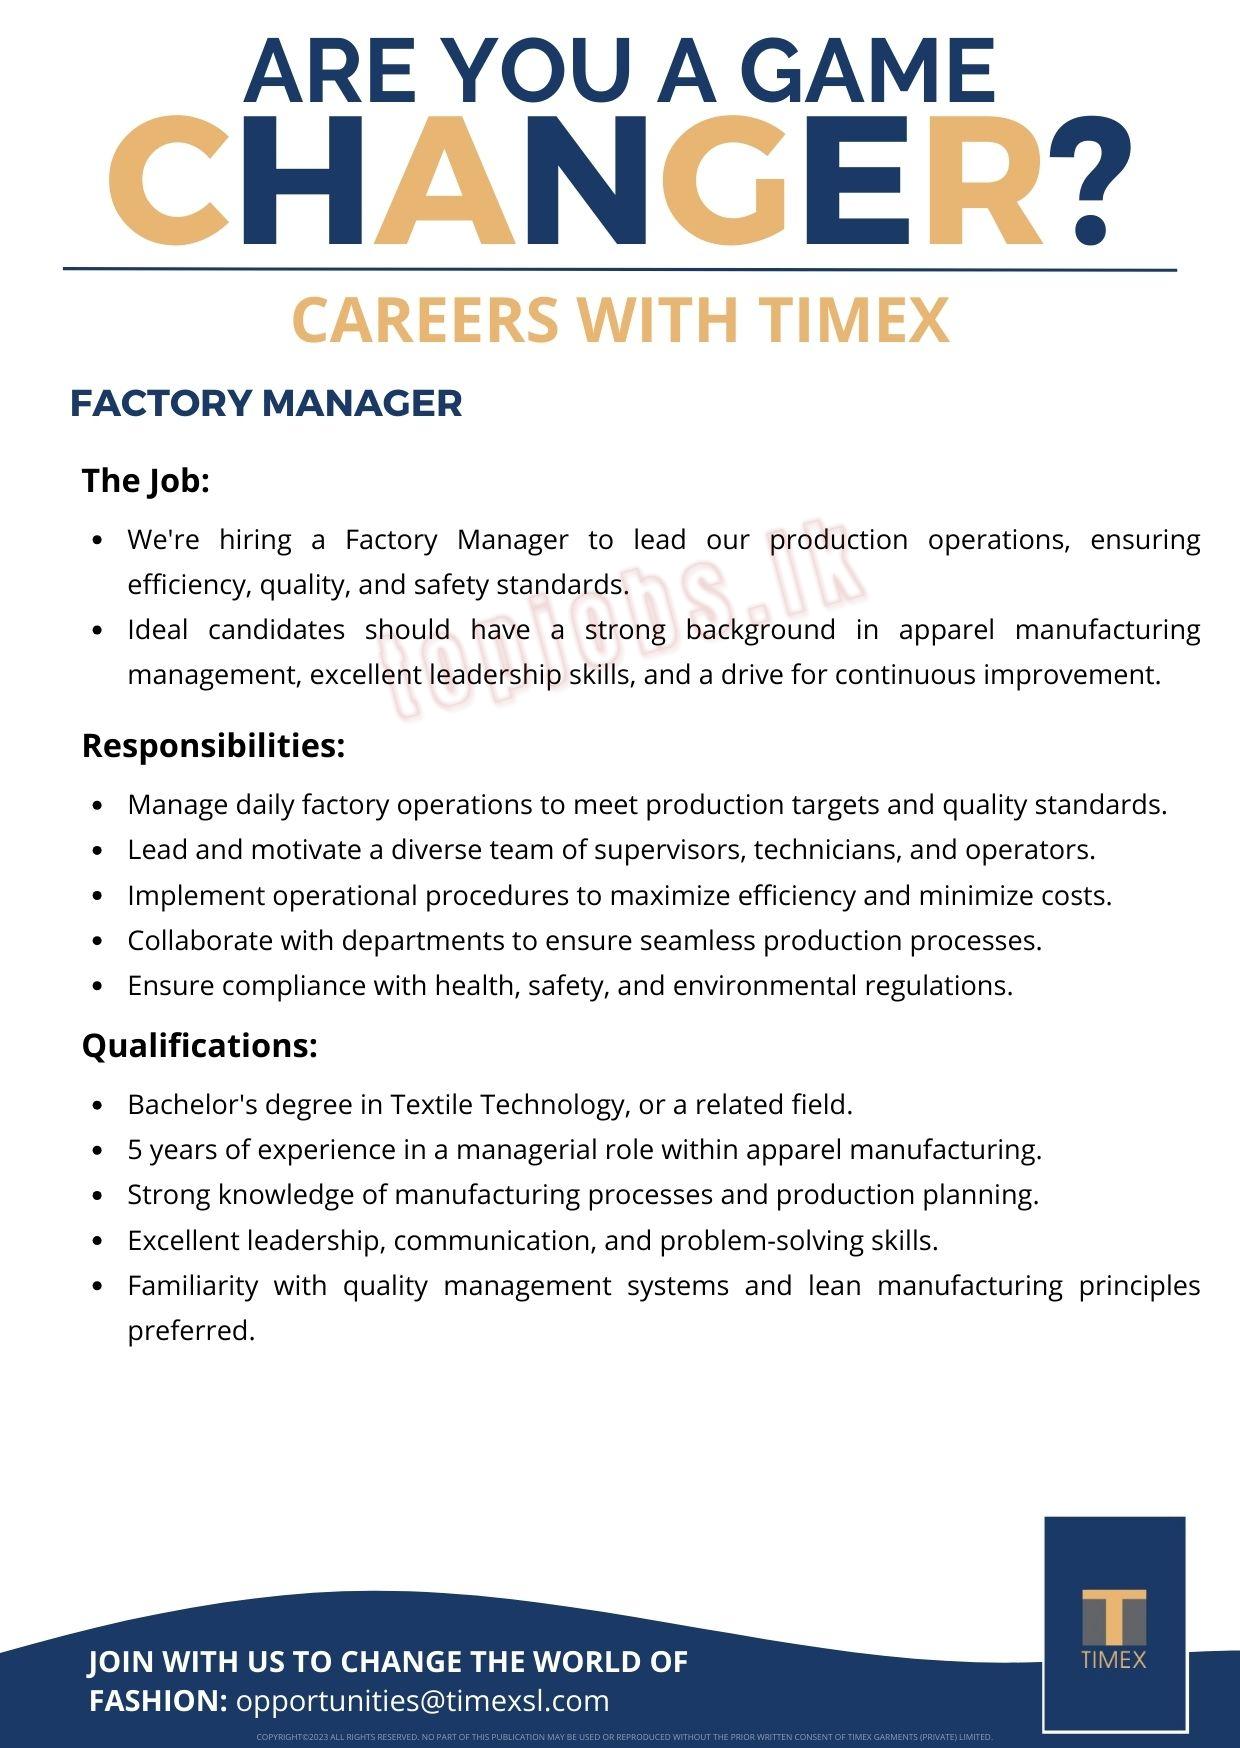 ARE YOU A GAME
CHANGER?
CAREERS WITH TIMEX
FACTORY MANAGER
The Job:
• We're hiring a Factory Manager to lead our production operations, ensuring
efficiency, quality, and safety standards.
• Ideal candidates should have a strong background in apparel manufacturing
management, excellent leadership skills, and a drive for continuous improvement.
topjobs.lk
Responsibilities:
• Manage daily factory operations to meet production targets and quality standards.
• Lead and motivate a diverse team of supervisors, technicians, and operators.
• Implement operational procedures to maximize efficiency and minimize costs.
• Collaborate with departments to ensure seamless production processes.
• Ensure compliance with health, safety, and environmental regulations.
Qualifications:
• Bachelor's degree in Textile Technology, or a related field.
• 5 years of experience in a managerial role within apparel manufacturing.
• Strong knowledge of manufacturing processes and production planning.
• Excellent leadership, communication, and problem-solving skills.
• Familiarity with quality management systems and lean manufacturing principles
preferred.
T
TIMEX
JOIN WITH US TO CHANGE THE WORLD OF
FASHION: opportunities@timexsl.com
COPYRIGHT©2023 ALL RIGHTS RESERVED. NO PART OF THIS PUBLICATION MAY BE USED OR REPRODUCED WITHOUT THE PRIOR WRITTEN CONSENT OF TIMEX GARMENTS (PRIVATE) LIMITED.